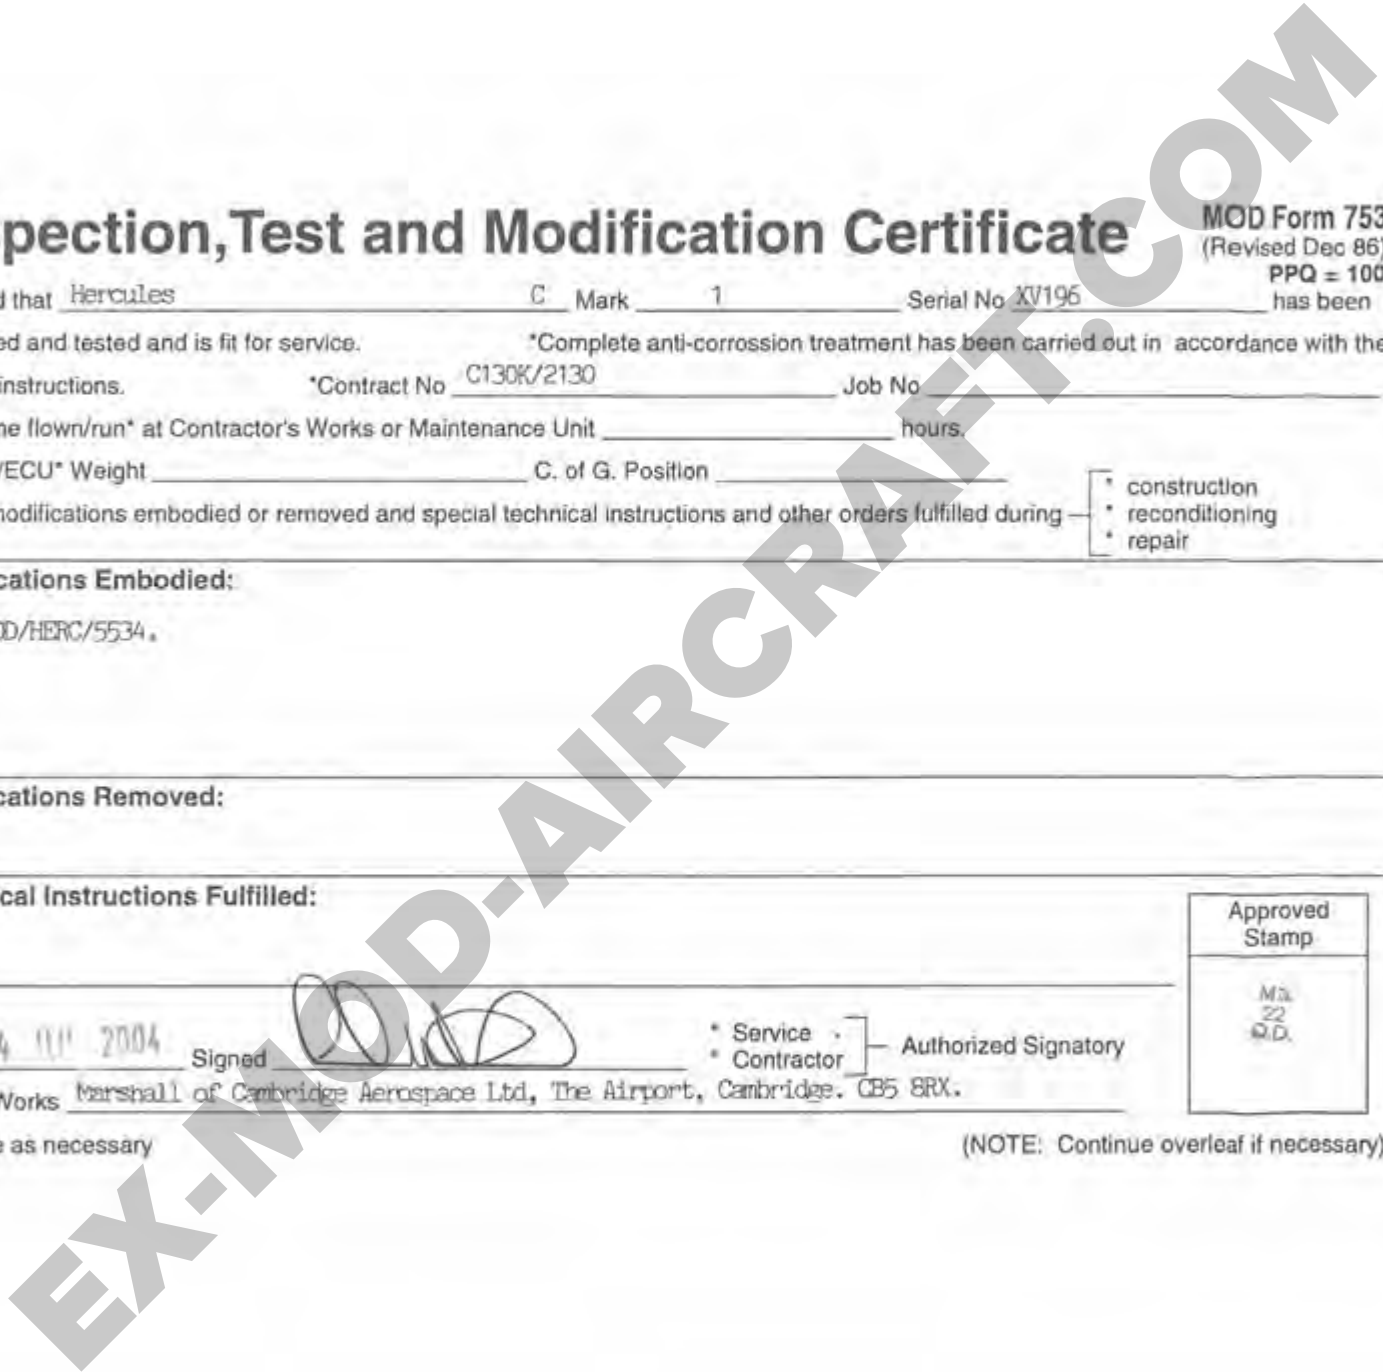 pection, Test and Modification Certificate
MOD Form 753
(Revised Dec 86)
PPQ = 100
d that Hercules C Mark 1 Serial No XV196 has been
ed and tested and is fit for service. *Complete anti-corrossion treatment has been carried out in accordance with the
instructions. *Contract No C130K/2130 Job No
ne flown/run* at Contractor's Works or Maintenance Unit hours.
/ECU* Weight C. of G. Position
modifications embodied or removed and special technical instructions and other orders fulfilled during
* construction
* reconditioning
* repair
cations Embodied:
OD/HERC/5534.
cations Removed:
cal Instructions Fulfilled:
Approved
Stamp
22
Q.D.
4 2004 Signed
* Service
* Contractor
Authorized Signatory
Works Marshall of Cambridge Aerospace Ltd, The Airport, Cambridge. CB5 8RX.
e as necessary (NOTE: Continue overleaf if necessary)
EX-MOD-AIRCRAFT.COM